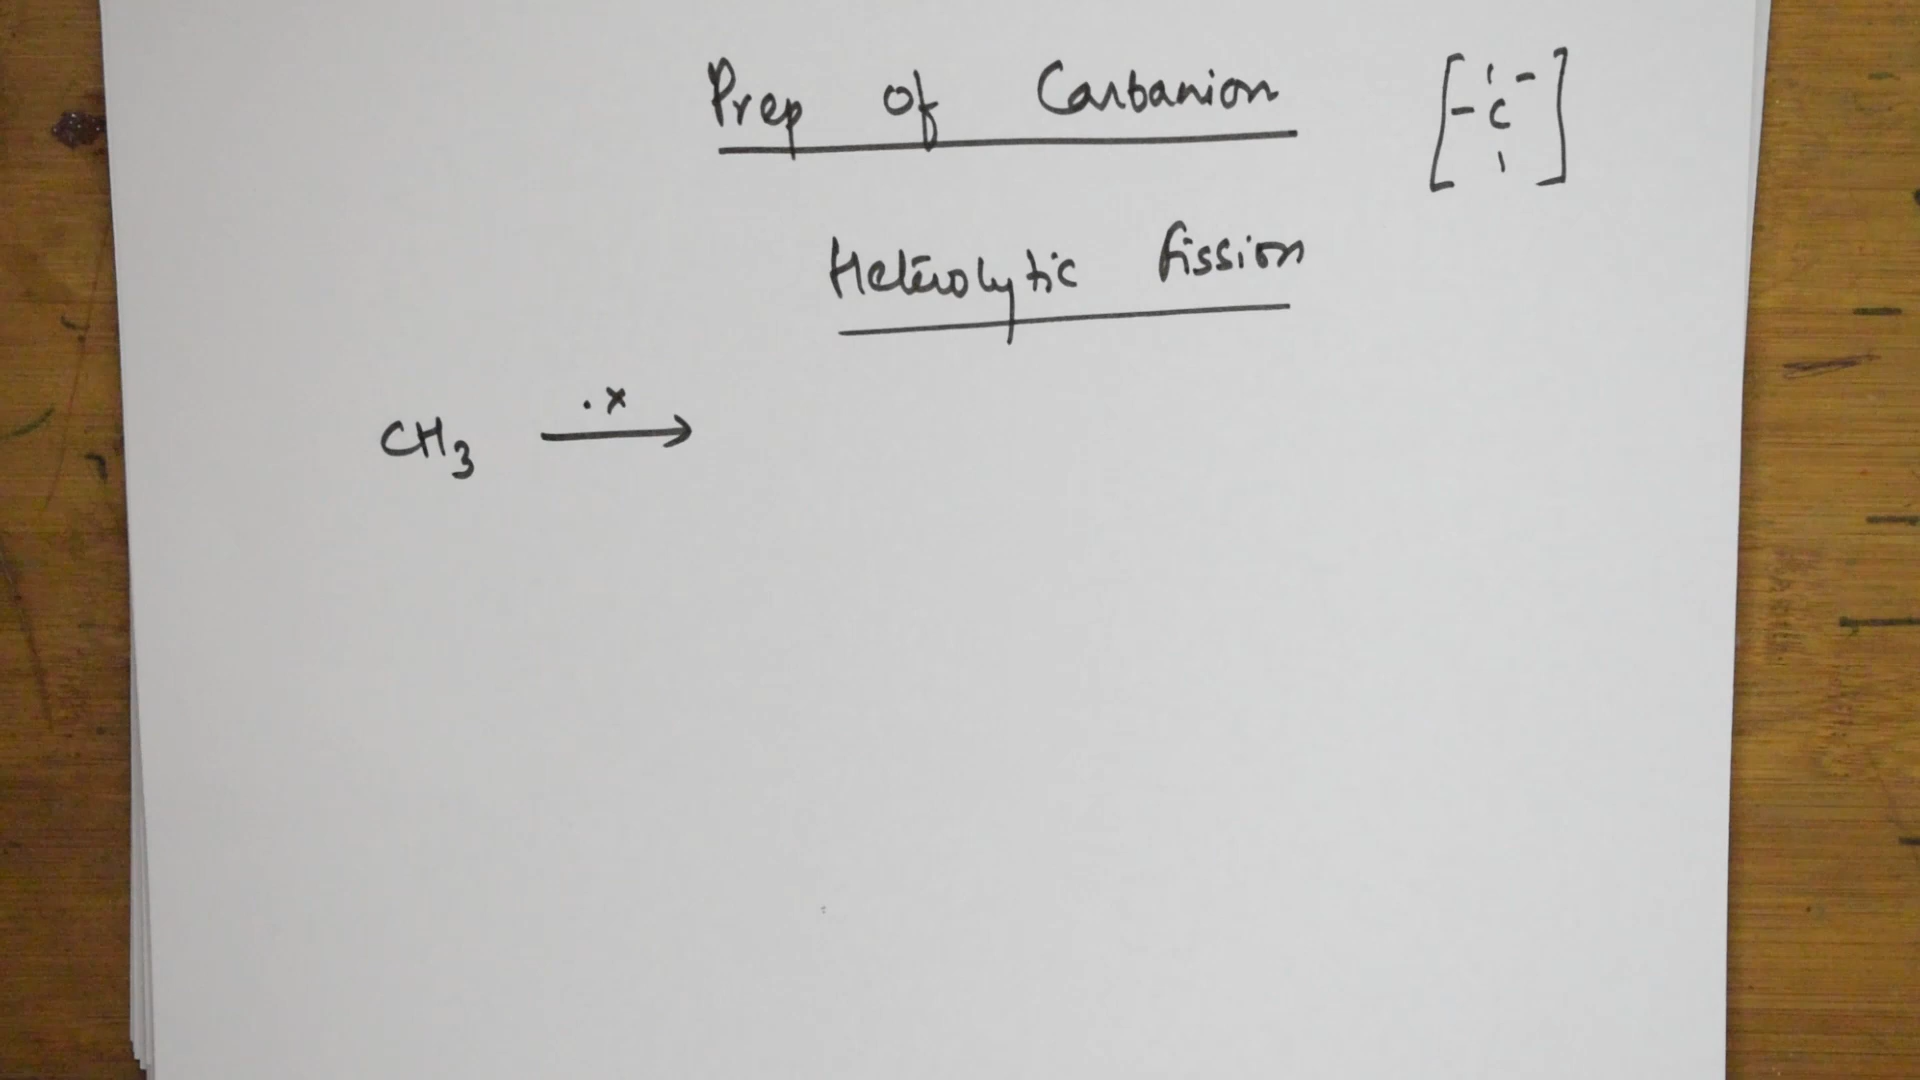 Prep of Carbanion [-C-]
Heterolytic fission
CH3 .x →